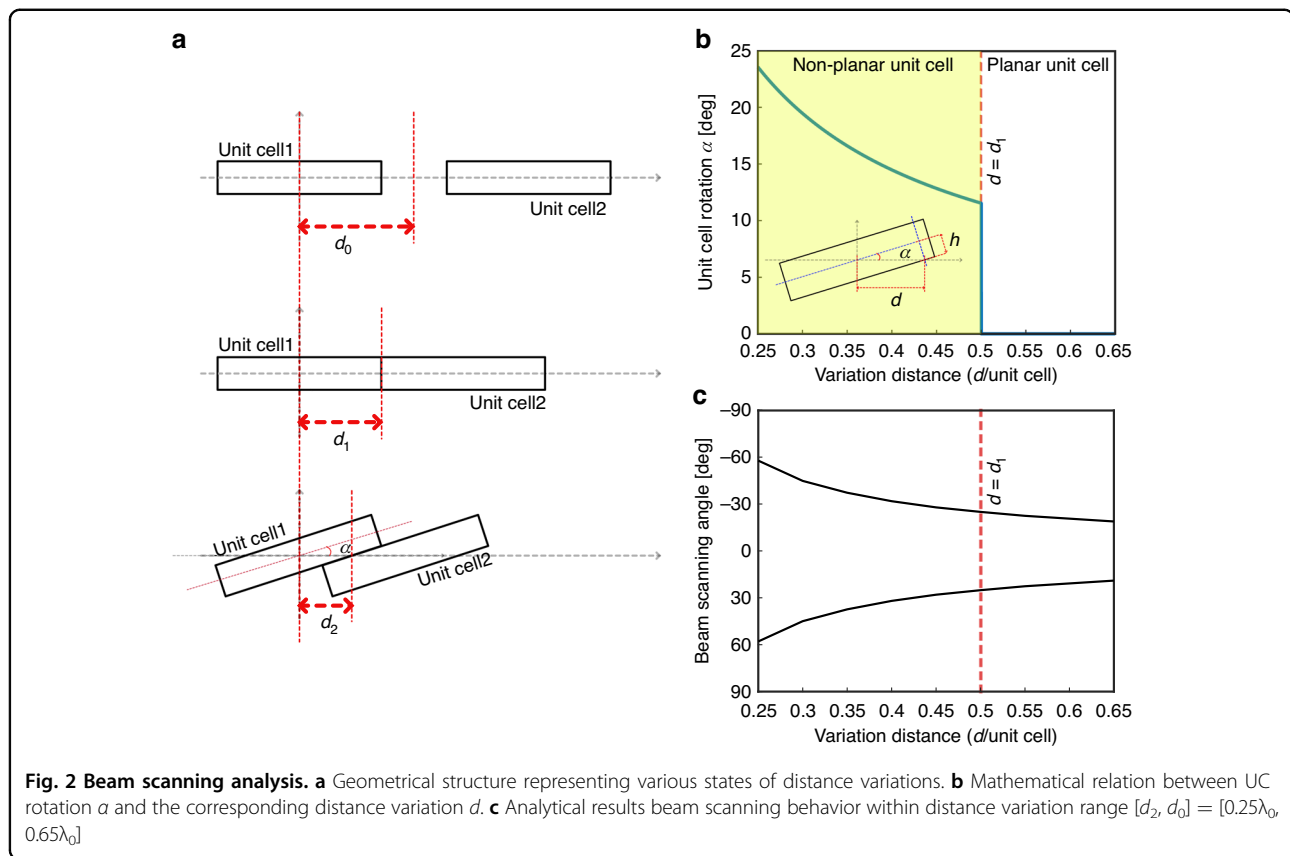 a
Unit cell1
Unit cell2
d0
Unit cell1
Unit cell2
d1
Unit cell1
α
Unit cell2
d2
b
25
20
15
10
5
0
Unit cell rotation α [deg]
Non-planar unit cell
Planar unit cell
d = d1
h
α
d
0.25 0.3 0.35 0.4 0.45 0.5 0.55 0.6 0.65
Variation distance (d/unit cell)
c
–90
–60
–30
0
30
60
90
Beam scanning angle [deg]
d = d1
0.25 0.3 0.35 0.4 0.45 0.5 0.55 0.6 0.65
Variation distance (d/unit cell)
Fig. 2 Beam scanning analysis. a Geometrical structure representing various states of distance variations. b Mathematical relation between UC
rotation α and the corresponding distance variation d. c Analytical results beam scanning behavior within distance variation range [d2, d0] = [0.25λ0,
0.65λ0]